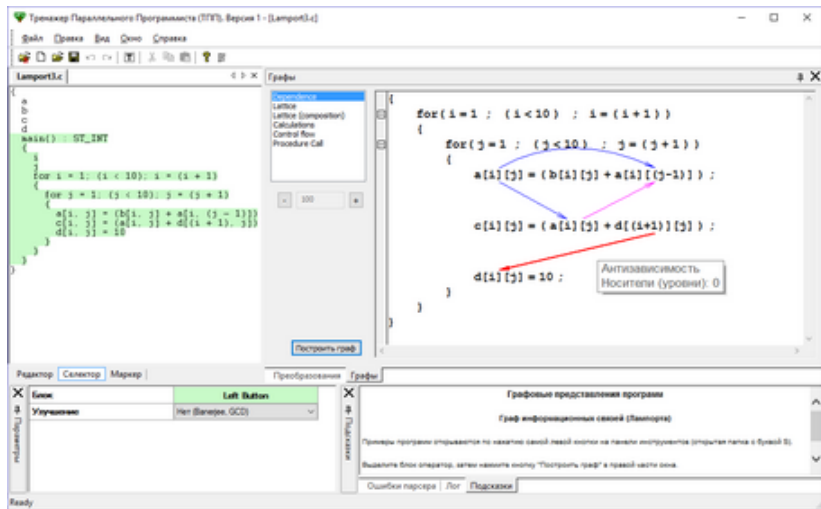 Тренажер Параллельного Программиста (ТПП). Версия 1 - [Lamport3.c]
Файл Правка Вид Окно Справка
Lamport3.c
{
a
b
c
d
main() : ST_INT
{
i
j
for i = 1; (i < 10); i = (i + 1)
{
for j = 1; (j < 10); j = (j + 1)
{
a[i, j] = (b[i, j] + a[i, (j - 1)])
c[i, j] = (a[i, j] + d[(i + 1), j])
d[i, j] = 10
}
}
}
}
Редактор Селектор Маркер
Графы
Dependence
Lattice
Lattice (composition)
Calculations
Control flow
Procedure Call
- 100 +
Построить граф
Преобразования Графы
{
for(i=1 ; (i<10) ; i=(i+1))
{
for(j=1 ; (j<10) ; j=(j+1))
{
a[i][j]=(b[i][j]+a[i][(j-1)]) ;
c[i][j]=(a[i][j]+d[(i+1)][j]) ;
d[i][j]=10 ;
}
}
}
Антизависимость
Носители (уровни): 0
Параметры
Блок Left Button
Улучшение Нет (Banerjee, GCD)
Подсказки
Графовые представления программ
Граф информационных связей (Лампорта)
Примеры программ открываются по нажатию самой левой кнопки на панели инструментов (открытая папка с буквой S).
Выделите блок оператор, затем нажмите кнопку "Построить граф" в правой части окна.
Ошибки парсера Лог Подсказки
Ready